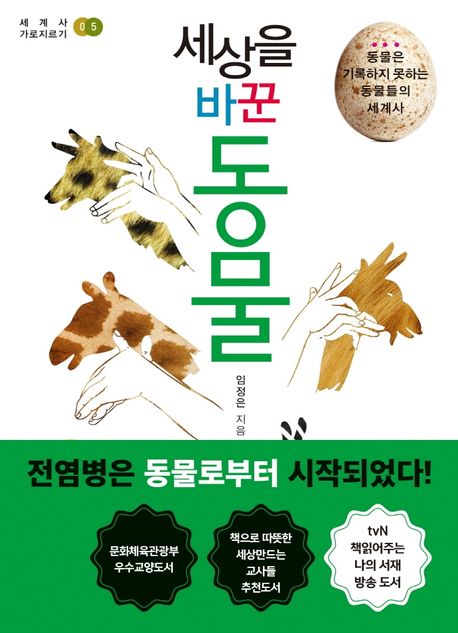 세계사
가로지르기
05
세상을
바꾼
동물
동물은
기록하지 못하는
동물들의
세계사
임정은 지음
전염병은 동물로부터 시작되었다!
문화체육관광부
우수교양도서
책으로 따뜻한
세상만드는
교사들
추천도서
tvN
책읽어주는
나의 서재
방송 도서